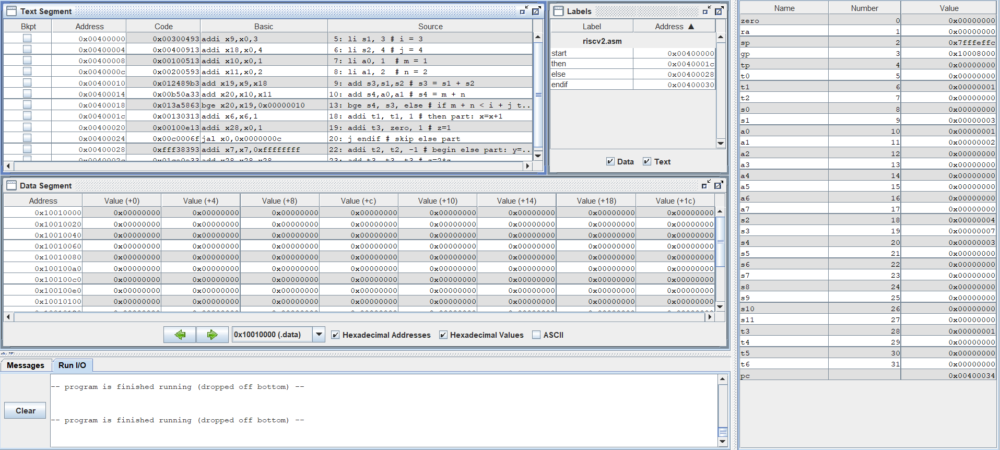 Text Segment
Bkpt Address Code Basic Source
0x00400000 0x00300493 addi x9,x0,3 5: li s1, 3 # i = 3
0x00400004 0x00400913 addi x18,x0,4 6: li s2, 4 # j = 4
0x00400008 0x00100513 addi x10,x0,1 7: li a0, 1  # m = 1
0x0040000c 0x00200593 addi x11,x0,2 8: li a1, 2  # n = 2
0x00400010 0x012489b3 add x19,x9,x18 9: add s3,s1,s2 # s3 = s1 + s2
0x00400014 0x00b50a33 add x20,x10,x11 10: add s4,a0,a1 # s4 = m + n
0x00400018 0x013a5863 bge x20,x19,0x00000010 13: bge s4, s3, else # if m + n < i + j t...
0x0040001c 0x00130313 addi x6,x6,1 18: addi t1, t1, 1 # then part: x=x+1
0x00400020 0x00100e13 addi x28,x0,1 19: addi t3, zero, 1 # z=1
0x00400024 0x00c0006f jal x0,0x0000000c 20: j endif # skip else part
0x00400028 0xfff38393 addi x7,x7,0xffffffff 22: addi t2, t2, -1 # begin else part: y=...
0x0040002c 0x01ce0e33 add x28,x28,x28 23: add t3, t3, t3 # z=2*z
Labels
Label Address ▲
riscv2.asm
start 0x00400000
then 0x0040001c
else 0x00400028
endif 0x00400030
Data Text
Data Segment
Address Value (+0) Value (+4) Value (+8) Value (+c) Value (+10) Value (+14) Value (+18) Value (+1c)
0x10010000 0x00000000 0x00000000 0x00000000 0x00000000 0x00000000 0x00000000 0x00000000 0x00000000
0x10010020 0x00000000 0x00000000 0x00000000 0x00000000 0x00000000 0x00000000 0x00000000 0x00000000
0x10010040 0x00000000 0x00000000 0x00000000 0x00000000 0x00000000 0x00000000 0x00000000 0x00000000
0x10010060 0x00000000 0x00000000 0x00000000 0x00000000 0x00000000 0x00000000 0x00000000 0x00000000
0x10010080 0x00000000 0x00000000 0x00000000 0x00000000 0x00000000 0x00000000 0x00000000 0x00000000
0x100100a0 0x00000000 0x00000000 0x00000000 0x00000000 0x00000000 0x00000000 0x00000000 0x00000000
0x100100c0 0x00000000 0x00000000 0x00000000 0x00000000 0x00000000 0x00000000 0x00000000 0x00000000
0x100100e0 0x00000000 0x00000000 0x00000000 0x00000000 0x00000000 0x00000000 0x00000000 0x00000000
0x10010100 0x00000000 0x00000000 0x00000000 0x00000000 0x00000000 0x00000000 0x00000000 0x00000000
0x10010000 (.data) Hexadecimal Addresses Hexadecimal Values ASCII
Messages Run I/O
-- program is finished running (dropped off bottom) --
Clear
-- program is finished running (dropped off bottom) --
Name Number Value
zero 0 0x00000000
ra 1 0x00000000
sp 2 0x7fffeffc
gp 3 0x10008000
tp 4 0x00000000
t0 5 0x00000000
t1 6 0x00000001
t2 7 0x00000000
s0 8 0x00000000
s1 9 0x00000003
a0 10 0x00000001
a1 11 0x00000002
a2 12 0x00000000
a3 13 0x00000000
a4 14 0x00000000
a5 15 0x00000000
a6 16 0x00000000
a7 17 0x00000000
s2 18 0x00000004
s3 19 0x00000007
s4 20 0x00000003
s5 21 0x00000000
s6 22 0x00000000
s7 23 0x00000000
s8 24 0x00000000
s9 25 0x00000000
s10 26 0x00000000
s11 27 0x00000000
t3 28 0x00000001
t4 29 0x00000000
t5 30 0x00000000
t6 31 0x00000000
pc 0x00400034